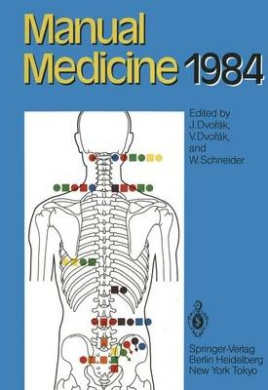 Manual
Medicine 1984
Edited by
J.Dvořák,
V.Dvořák,
and
W.Schneider
Springer-Verlag
Berlin Heidelberg
New York Tokyo